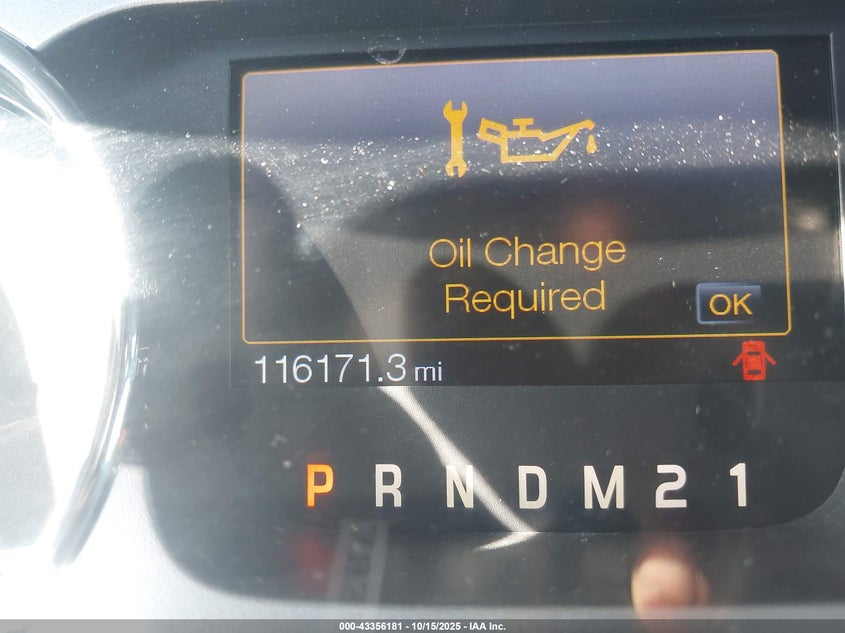 Oil Change
Required
OK
116171.3 mi
P R N D M 2 1
000-43356181 - 10/15/2025 - IAA Inc.